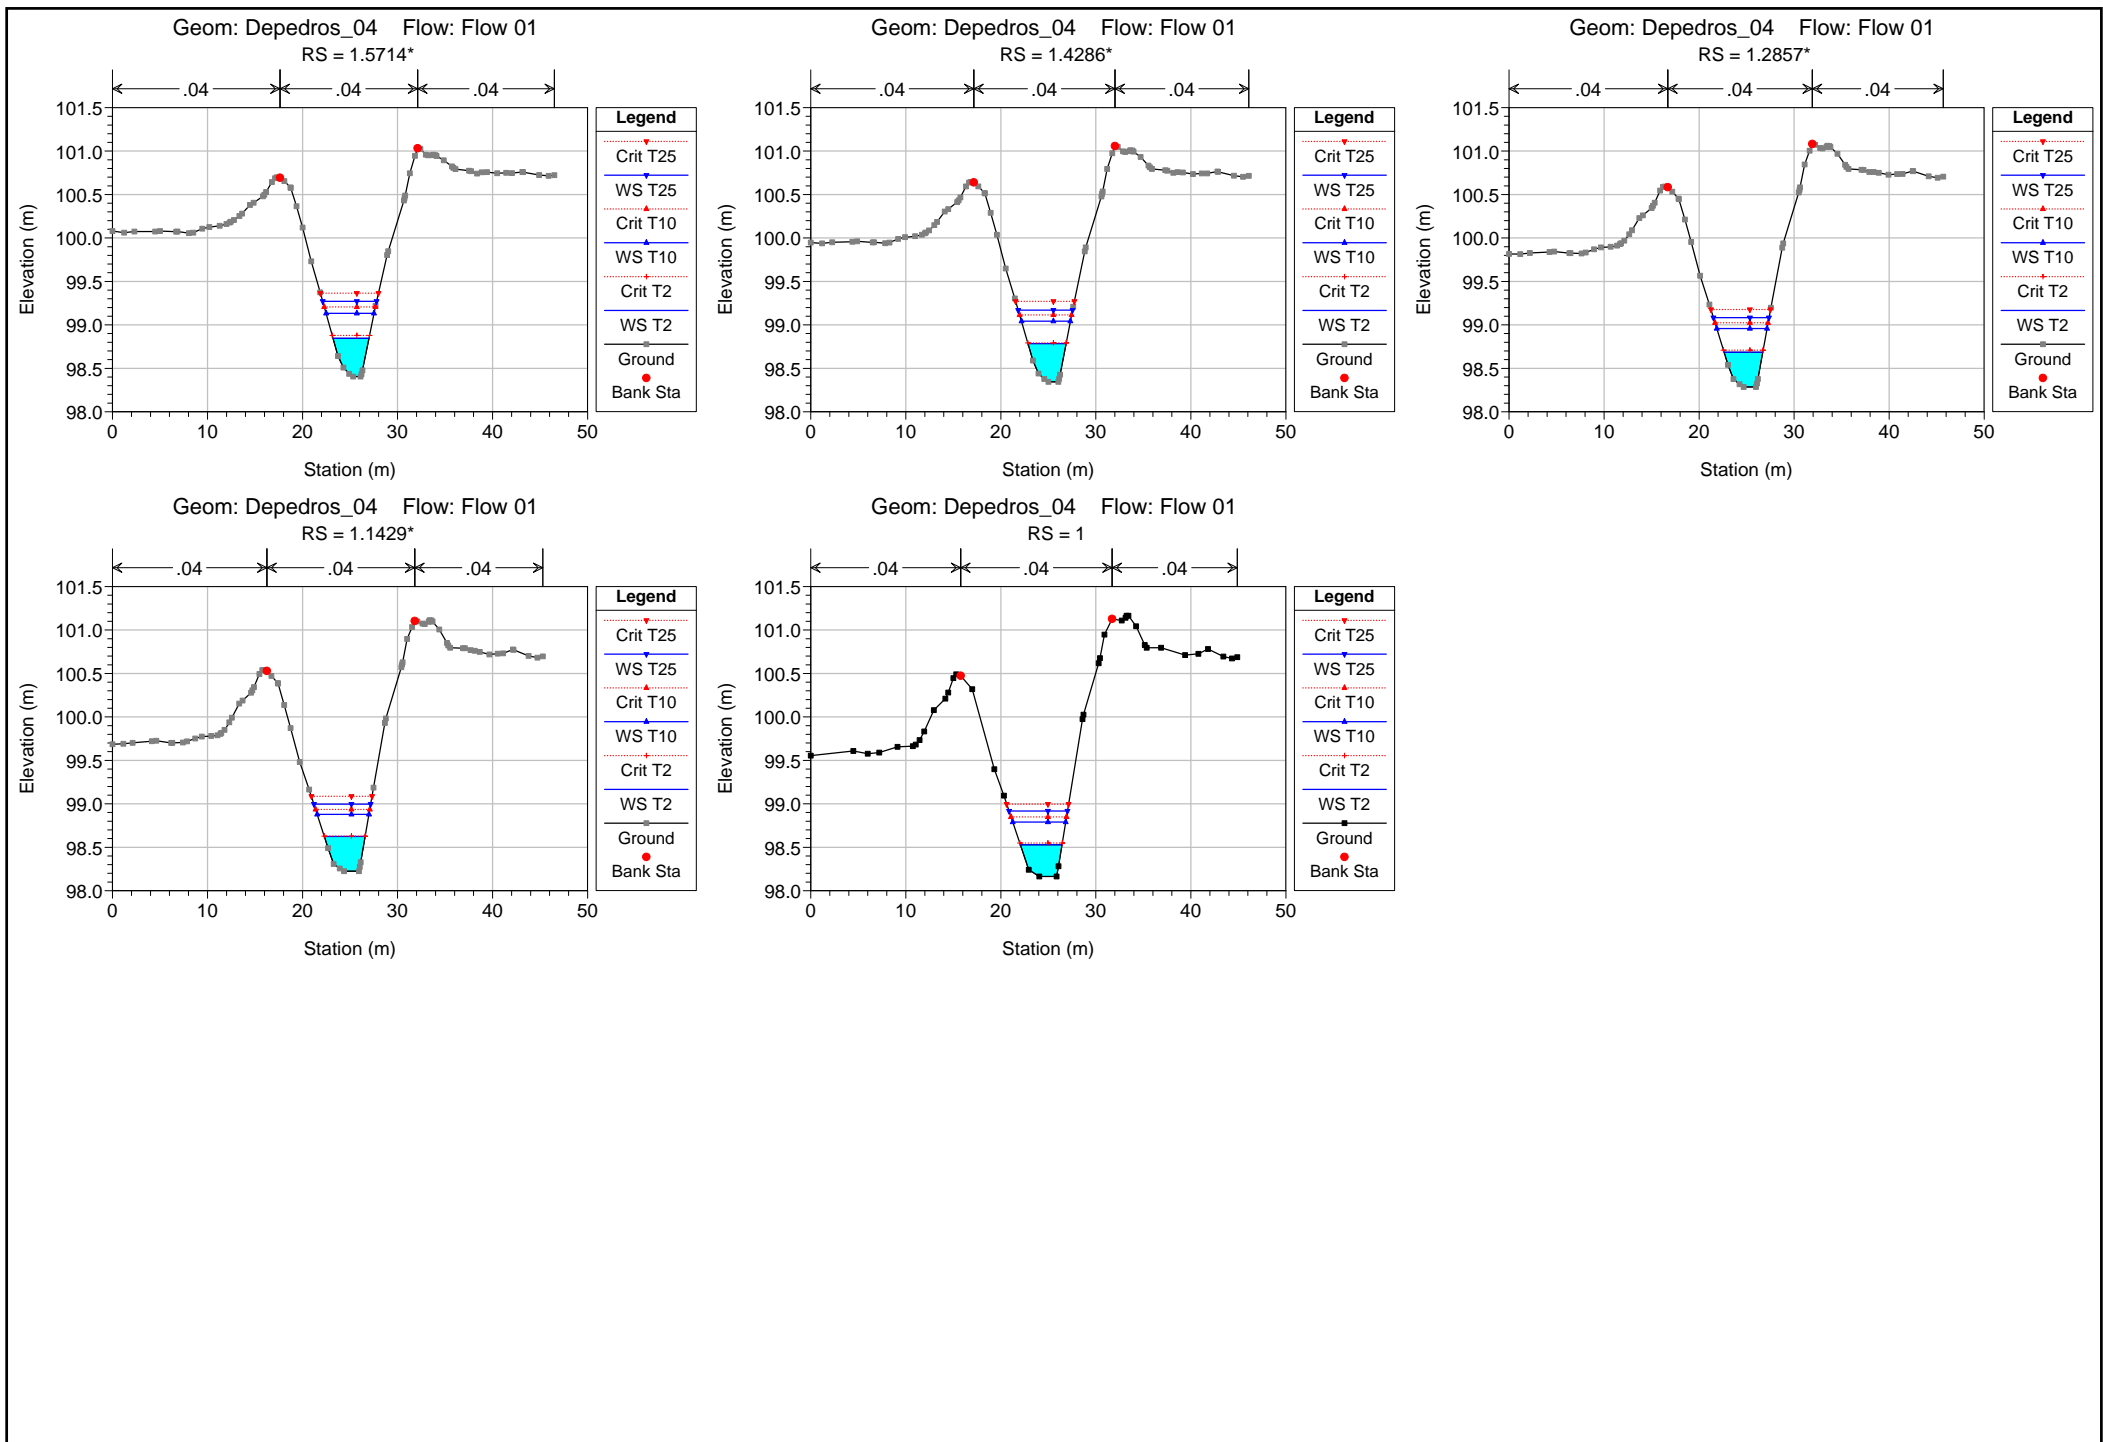 Geom: Depedros_04    Flow: Flow 01
RS = 1.5714*
.04 .04 .04
101.5
101.0
100.5
100.0
99.5
99.0
98.5
98.0
0 10 20 30 40 50
Station (m)
Elevation (m)
Legend
Crit T25
WS T25
Crit T10
WS T10
Crit T2
WS T2
Ground
Bank Sta
Geom: Depedros_04    Flow: Flow 01
RS = 1.4286*
.04 .04 .04
101.5
101.0
100.5
100.0
99.5
99.0
98.5
98.0
0 10 20 30 40 50
Station (m)
Elevation (m)
Legend
Crit T25
WS T25
Crit T10
WS T10
Crit T2
WS T2
Ground
Bank Sta
Geom: Depedros_04    Flow: Flow 01
RS = 1.2857*
.04 .04 .04
101.5
101.0
100.5
100.0
99.5
99.0
98.5
98.0
0 10 20 30 40 50
Station (m)
Elevation (m)
Legend
Crit T25
WS T25
Crit T10
WS T10
Crit T2
WS T2
Ground
Bank Sta
Geom: Depedros_04    Flow: Flow 01
RS = 1.1429*
.04 .04 .04
101.5
101.0
100.5
100.0
99.5
99.0
98.5
98.0
0 10 20 30 40 50
Station (m)
Elevation (m)
Legend
Crit T25
WS T25
Crit T10
WS T10
Crit T2
WS T2
Ground
Bank Sta
Geom: Depedros_04    Flow: Flow 01
RS = 1
.04 .04 .04
101.5
101.0
100.5
100.0
99.5
99.0
98.5
98.0
0 10 20 30 40 50
Station (m)
Elevation (m)
Legend
Crit T25
WS T25
Crit T10
WS T10
Crit T2
WS T2
Ground
Bank Sta